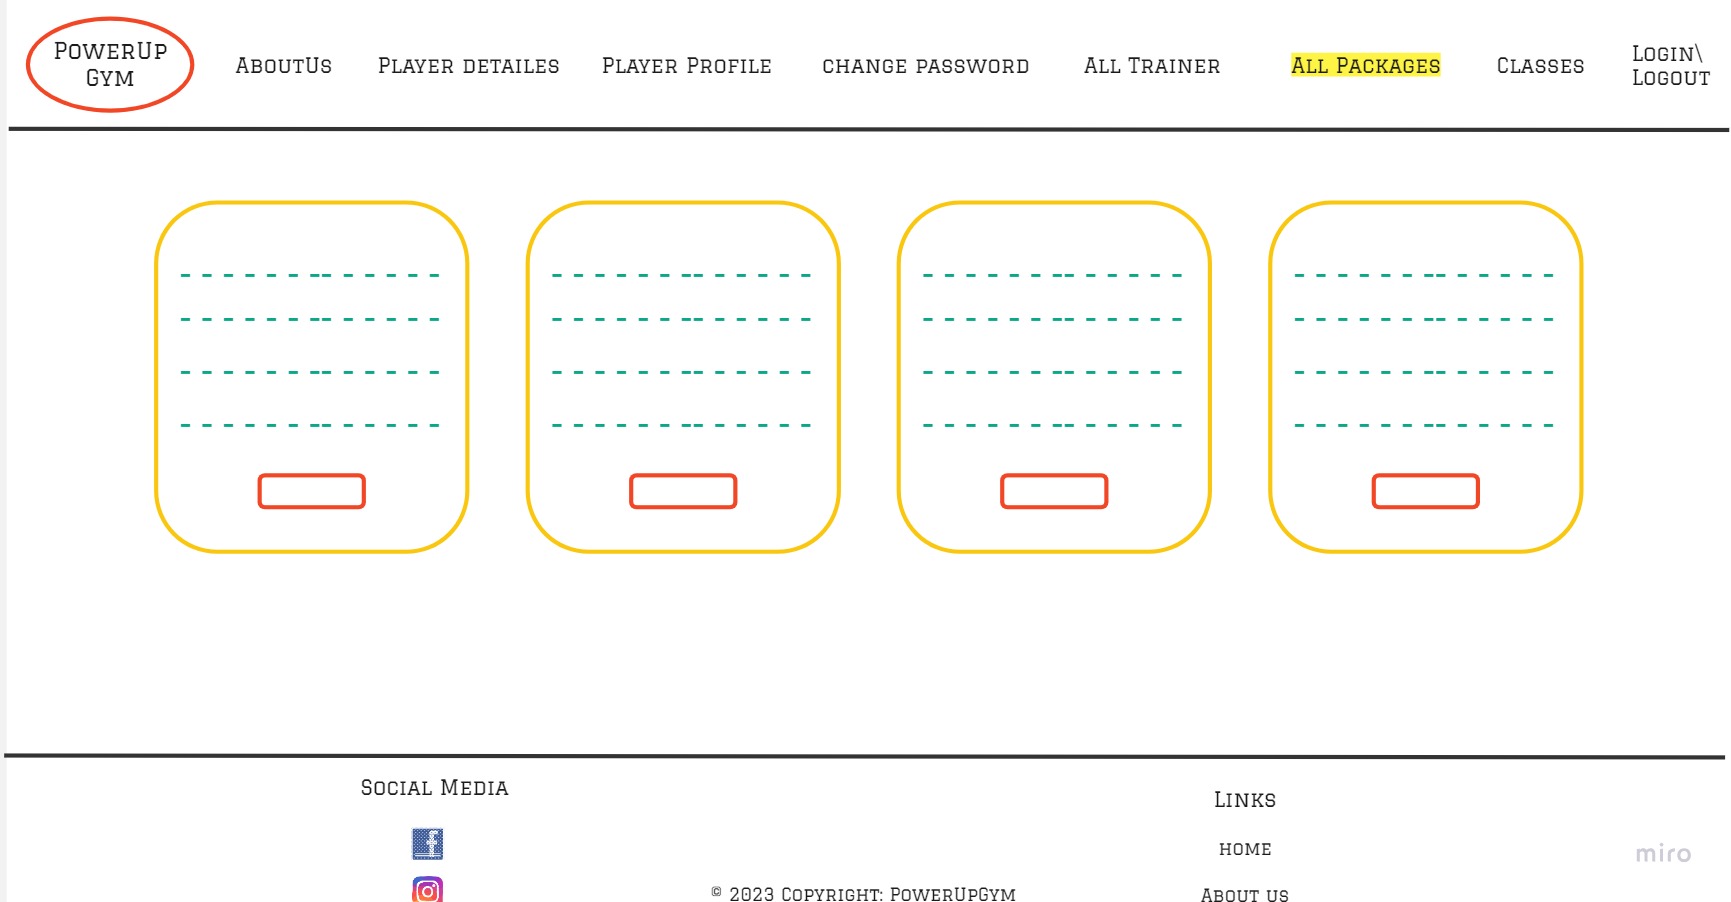 PowerUp
Gym
AboutUs
Player detailes
Player Profile
change password
All Trainer
All Packages
Classes
Login\
Logout
Social Media
Links
home
© 2023 Copyright: PowerUpGym
About us
miro